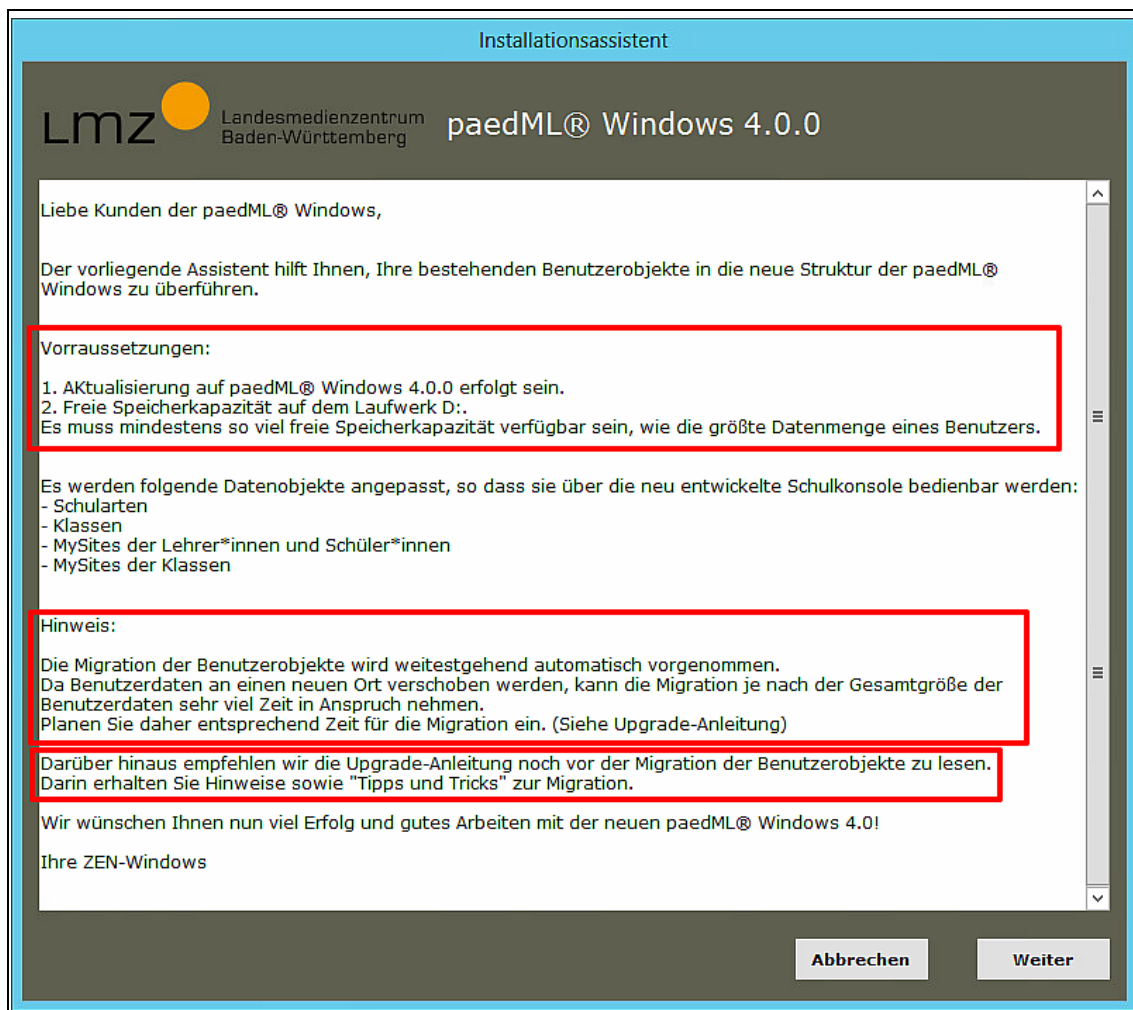 Installationsassistent
LMZ
Landesmedienzentrum
Baden-Württemberg
paedML® Windows 4.0.0
Liebe Kunden der paedML® Windows,
Der vorliegende Assistent hilft Ihnen, Ihre bestehenden Benutzerobjekte in die neue Struktur der paedML®
Windows zu überführen.
Vorraussetzungen:
1. AKtualisierung auf paedML® Windows 4.0.0 erfolgt sein.
2. Freie Speicherkapazität auf dem Laufwerk D:.
Es muss mindestens so viel freie Speicherkapazität verfügbar sein, wie die größte Datenmenge eines Benutzers.
Es werden folgende Datenobjekte angepasst, so dass sie über die neu entwickelte Schulkonsole bedienbar werden:
- Schularten
- Klassen
- MySites der Lehrer*innen und Schüler*innen
- MySites der Klassen
Hinweis:
Die Migration der Benutzerobjekte wird weitestgehend automatisch vorgenommen.
Da Benutzerdaten an einen neuen Ort verschoben werden, kann die Migration je nach der Gesamtgröße der
Benutzerdaten sehr viel Zeit in Anspruch nehmen.
Planen Sie daher entsprechend Zeit für die Migration ein. (Siehe Upgrade-Anleitung)
Darüber hinaus empfehlen wir die Upgrade-Anleitung noch vor der Migration der Benutzerobjekte zu lesen.
Darin erhalten Sie Hinweise sowie "Tipps und Tricks" zur Migration.
Wir wünschen Ihnen nun viel Erfolg und gutes Arbeiten mit der neuen paedML® Windows 4.0!
Ihre ZEN-Windows
Abbrechen
Weiter